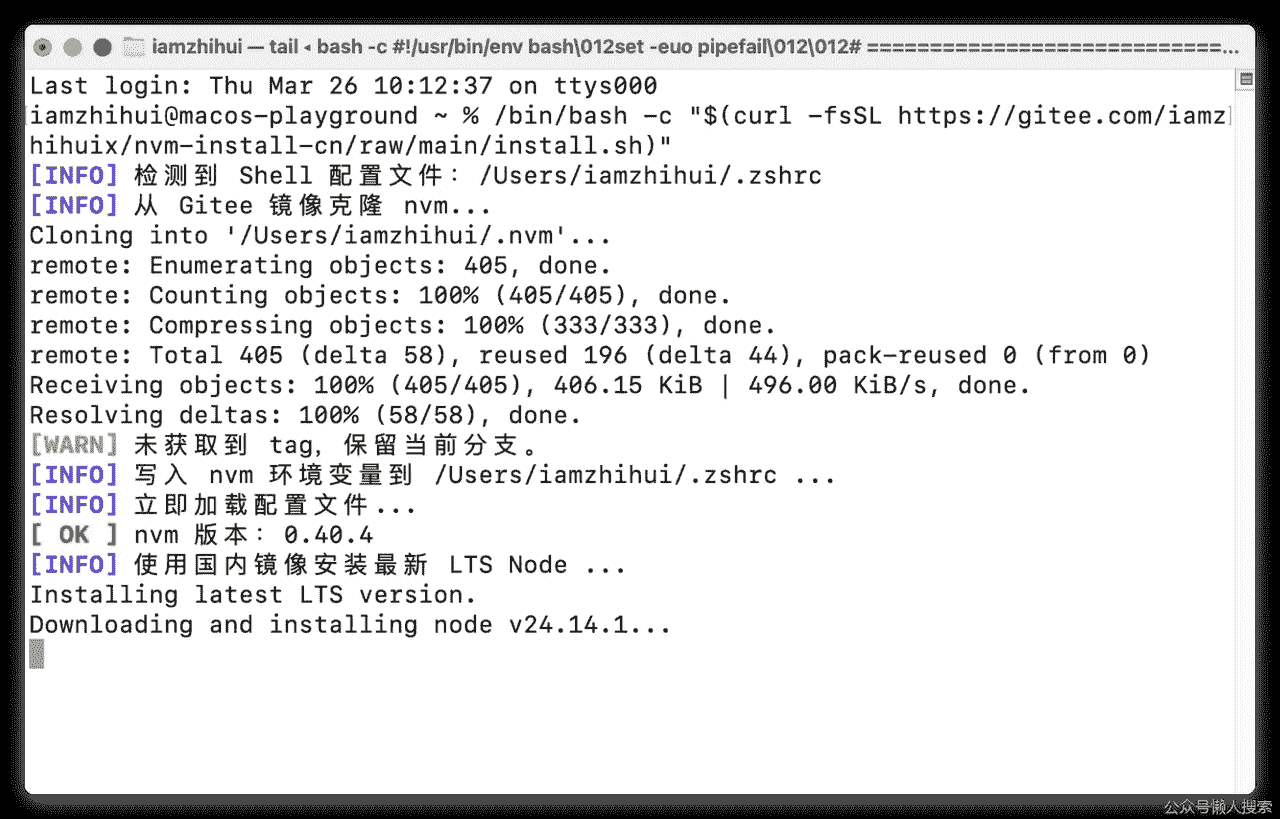 iamzhihui — tail ◂ bash -c #!/usr/bin/env bash\012set -euo pipefail\012\012# ===========================...
Last login: Thu Mar 26 10:12:37 on ttys000
iamzhihui@macos-playground ~ % /bin/bash -c "$(curl -fsSL https://gitee.com/iamz
hihuix/nvm-install-cn/raw/main/install.sh)"
[INFO] 检测到 Shell 配置文件：/Users/iamzhihui/.zshrc
[INFO] 从 Gitee 镜像克隆 nvm...
Cloning into '/Users/iamzhihui/.nvm'...
remote: Enumerating objects: 405, done.
remote: Counting objects: 100% (405/405), done.
remote: Compressing objects: 100% (333/333), done.
remote: Total 405 (delta 58), reused 196 (delta 44), pack-reused 0 (from 0)
Receiving objects: 100% (405/405), 406.15 KiB | 496.00 KiB/s, done.
Resolving deltas: 100% (58/58), done.
[WARN] 未获取到 tag，保留当前分支。
[INFO] 写入 nvm 环境变量到 /Users/iamzhihui/.zshrc ...
[INFO] 立即加载配置文件...
[ OK ] nvm 版本：0.40.4
[INFO] 使用国内镜像安装最新 LTS Node ...
Installing latest LTS version.
Downloading and installing node v24.14.1...
公众号懒人搜索